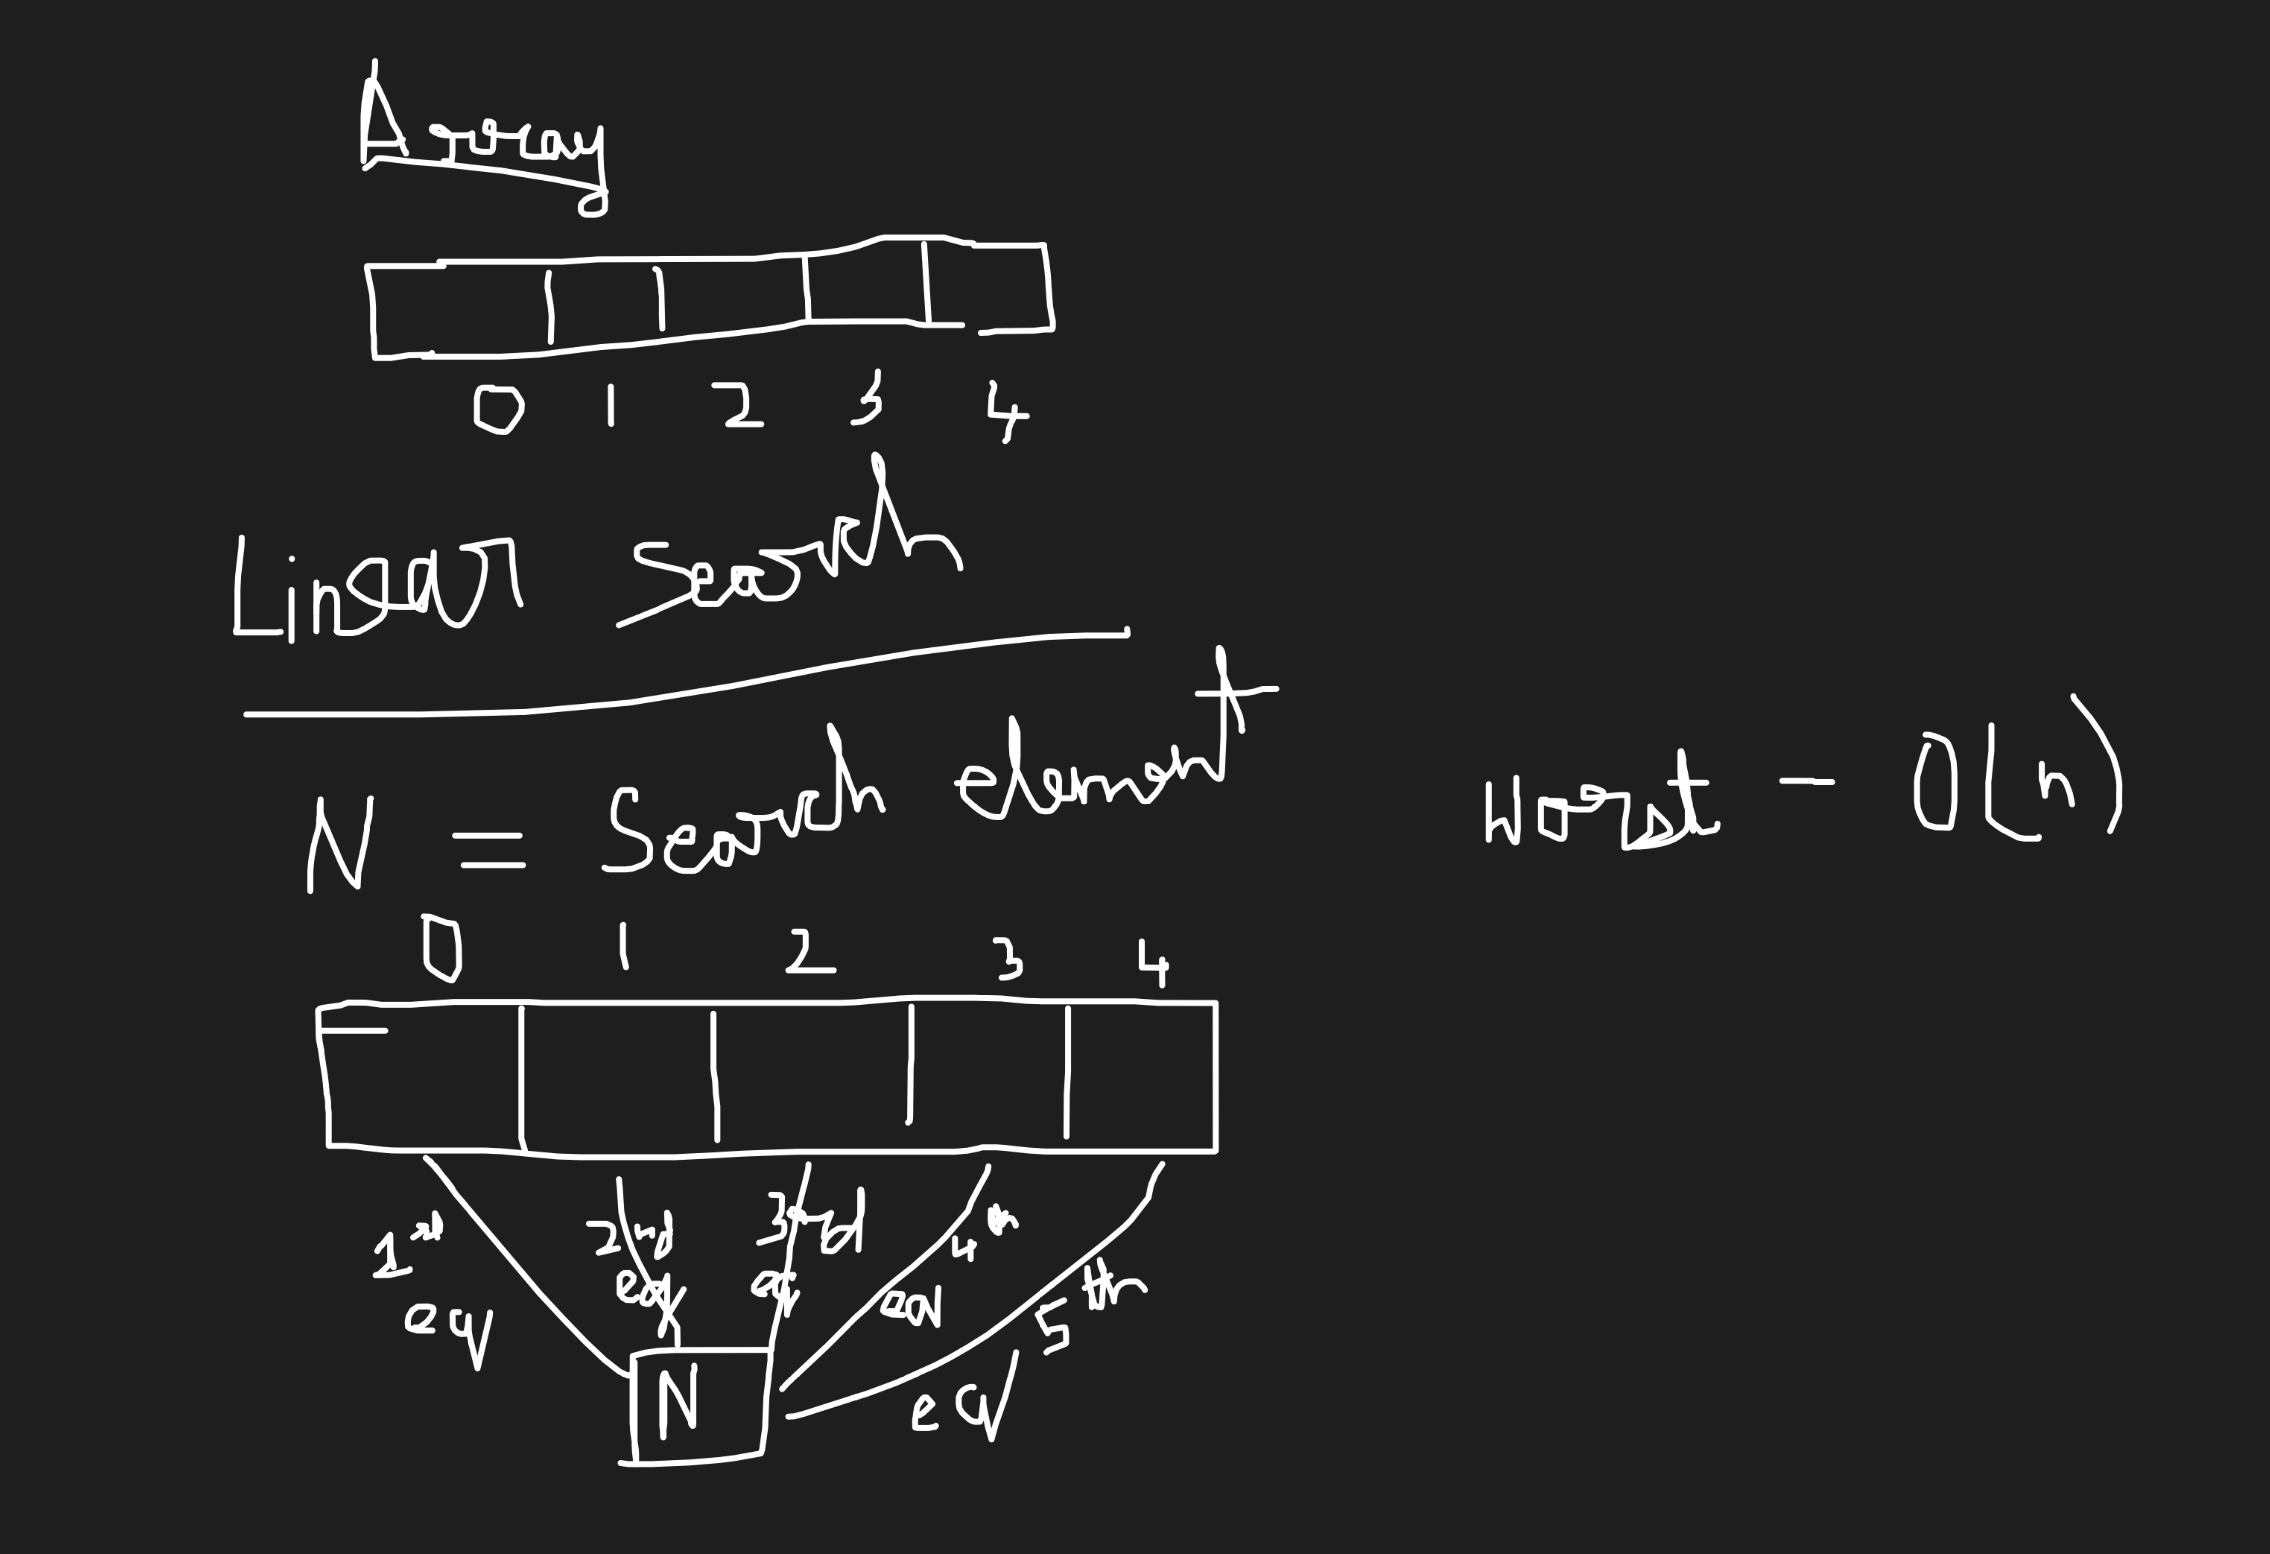 Array
0 1 2 3 4
Linear Search
N = Search element
Worst - O(n)
0 1 2 3 4
1st
eq
2nd
eq
3rd
eq
4th
eq
5th
eq
N